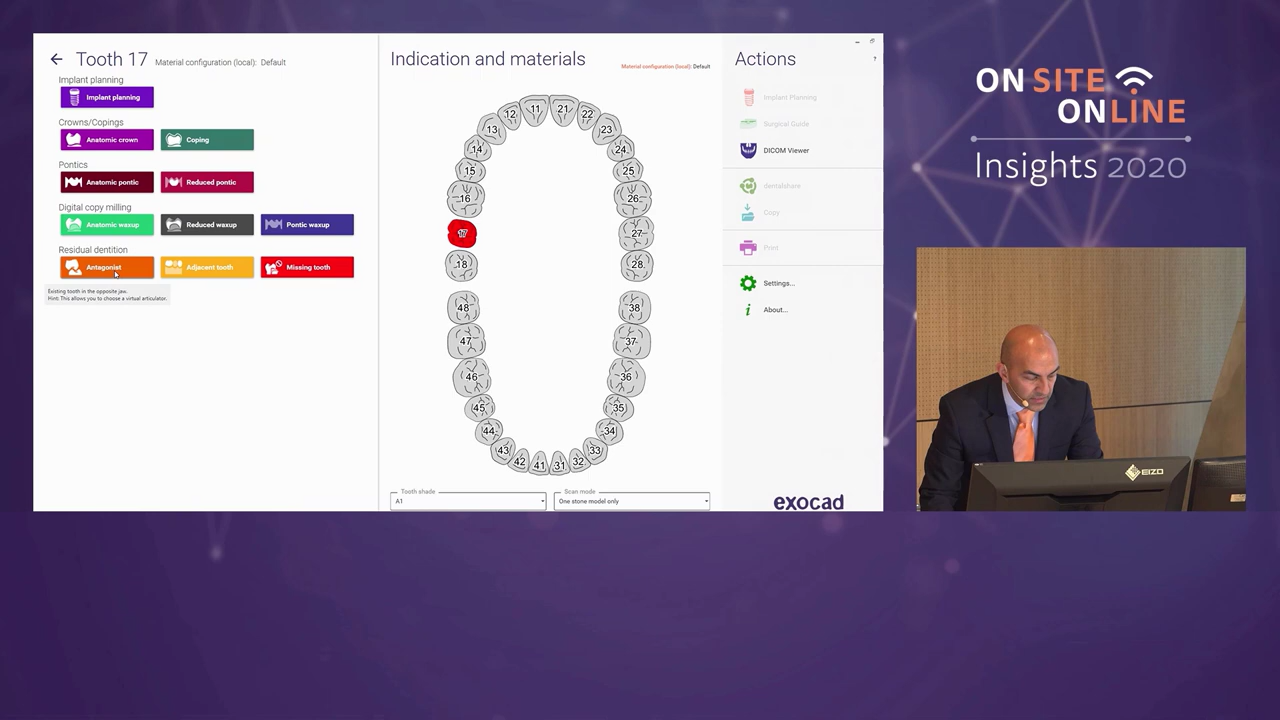 Tooth 17 Material configuration (local): Default
Implant planning
Implant planning
Crowns/Copings
Anatomic crown Coping
Pontics
Anatomic pontic Reduced pontic
Digital copy milling
Anatomic waxup Reduced waxup Pontic waxup
Residual dentition
Antagonist Adjacent tooth Missing tooth
Existing tooth in the opposite jaw.
Hint: This allows you to choose a virtual articulator.
Indication and materials
Material configuration (local): Default
11 21
12 22
13 23
14 24
15 25
16 26
17 27
18 28
48 38
47 37
46 36
45 35
44 34
43 33
42 41 31 32
Tooth shade Scan mode
A1 One stone model only
Actions
?
Implant Planning
Surgical Guide
DICOM Viewer
dentalshare
Copy
Print
Settings...
About...
exocad
ON SITE
ONLINE
Insights 2020
EIZO